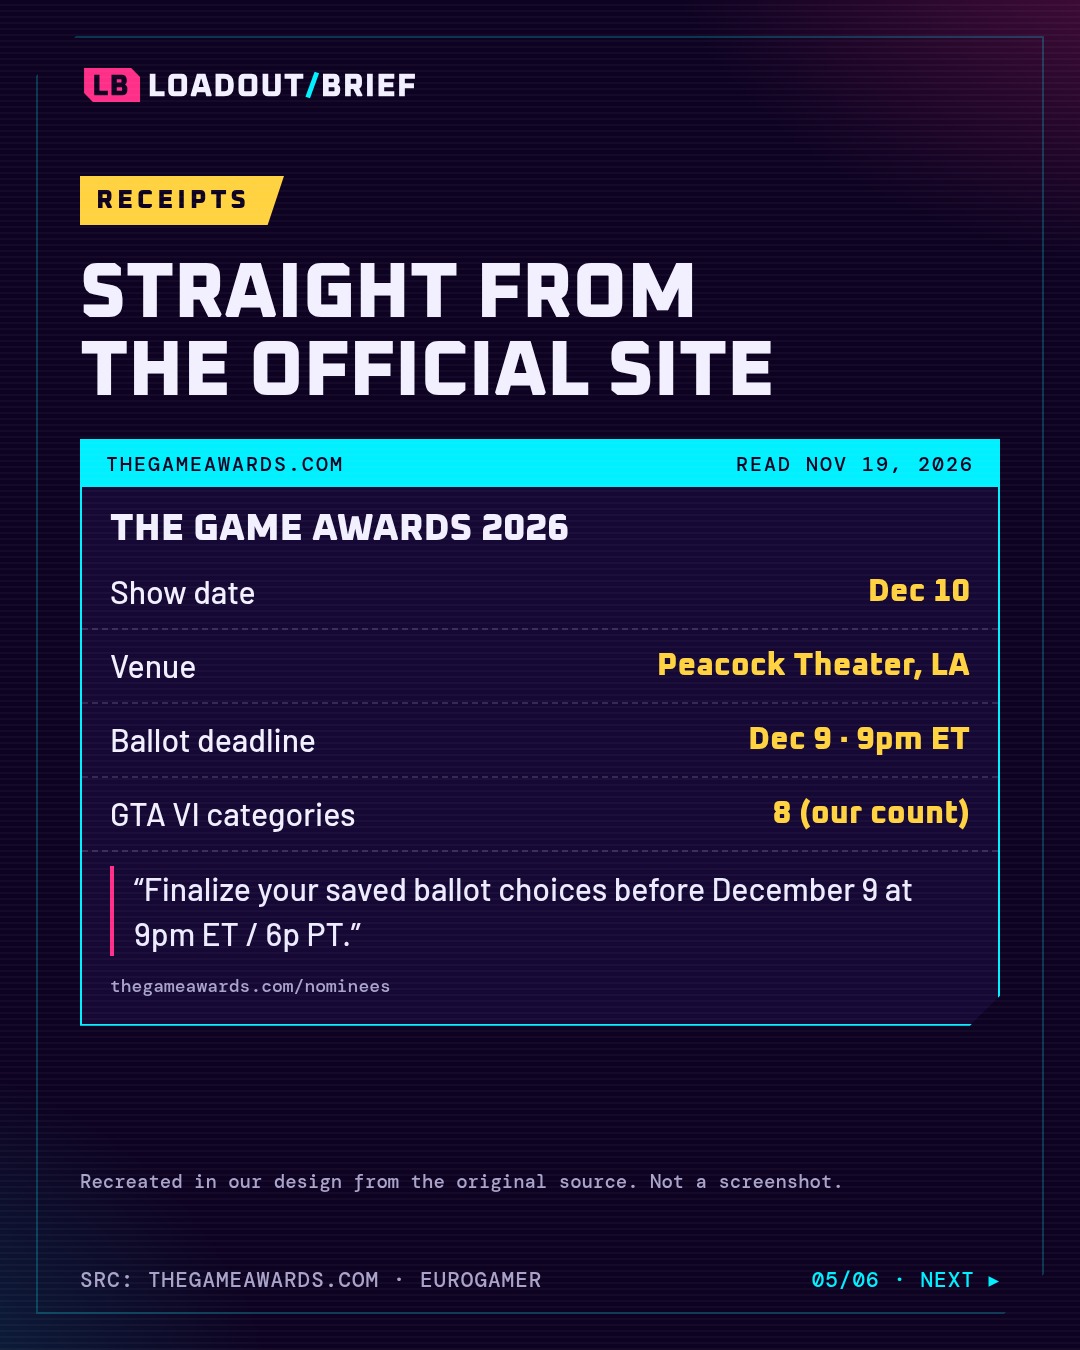 LB LOADOUT/BRIEF
RECEIPTS
STRAIGHT FROM
THE OFFICIAL SITE
THEGAMEAWARDS.COM READ NOV 19, 2026
THE GAME AWARDS 2026
Show date Dec 10
Venue Peacock Theater, LA
Ballot deadline Dec 9 · 9pm ET
GTA VI categories 8 (our count)
“Finalize your saved ballot choices before December 9 at
9pm ET / 6p PT.”
thegameawards.com/nominees
Recreated in our design from the original source. Not a screenshot.
SRC: THEGAMEAWARDS.COM · EUROGAMER 05/06 · NEXT ▸